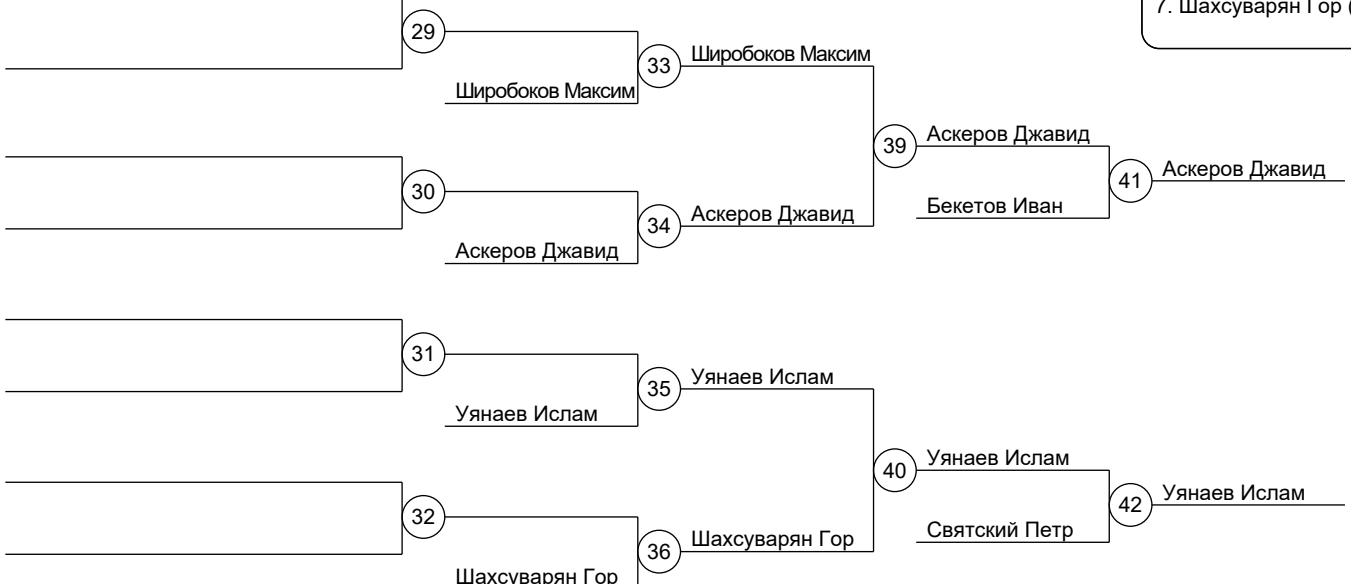 7. Шахсуварян Гор (
29
33
Широбоков Максим
Широбоков Максим
39
Аскеров Джавид
41
Аскеров Джавид
30
34
Аскеров Джавид
Бекетов Иван
Аскеров Джавид
31
35
Уянаев Ислам
Уянаев Ислам
40
Уянаев Ислам
42
Уянаев Ислам
32
36
Шахсуварян Гор
Святский Петр
Шахсуварян Гор